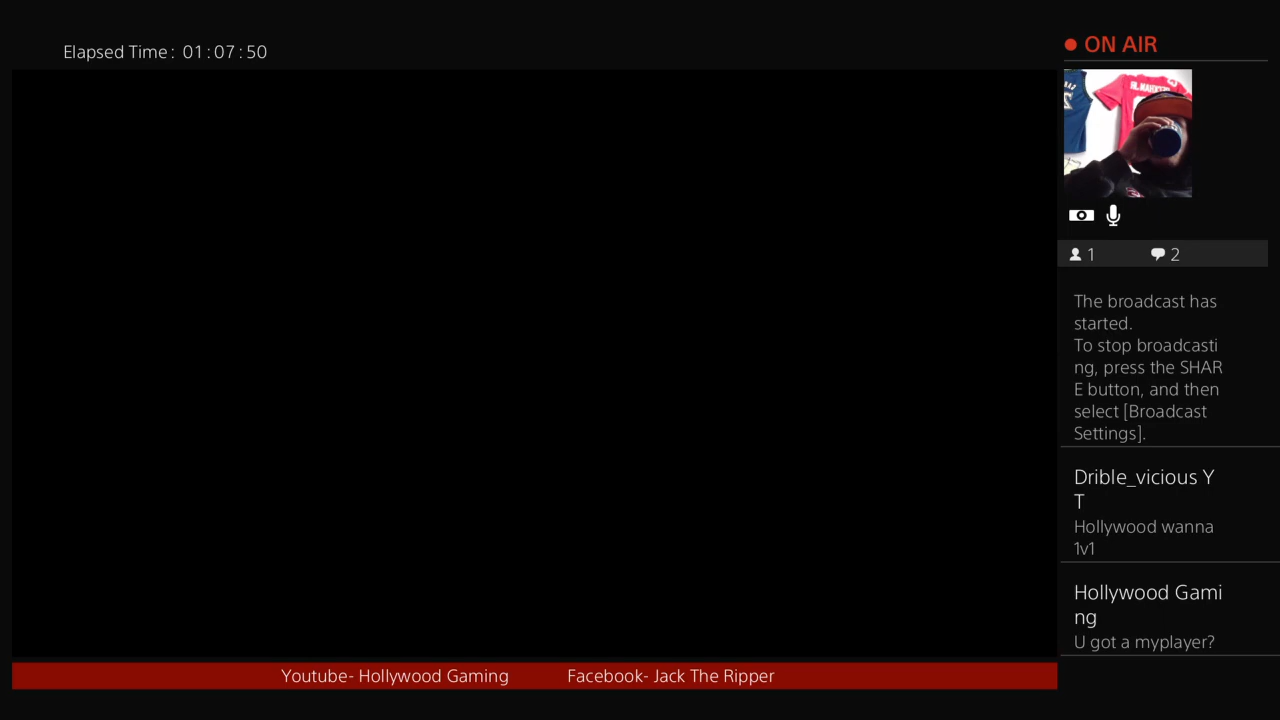 Elapsed Time: 01:07:50
ON AIR
1
2
The broadcast has
started.
To stop broadcasti
ng, press the SHAR
E button, and then
select [Broadcast
Settings].
Drible_vicious Y
T
Hollywood wanna
1v1
Hollywood Gami
ng
U got a myplayer?
Youtube- Hollywood Gaming Facebook- Jack The Ripper